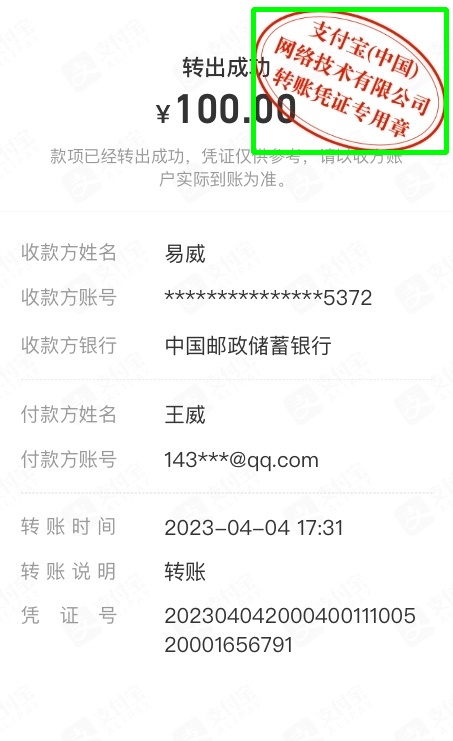 支付宝(中国)
网络技术有限公司
转账凭证专用章
转出成功
¥100.00
款项已经转出成功，凭证仅供参考，请以收方账
户实际到账为准。
收款方姓名 易威
收款方账号 ***************5372
收款方银行 中国邮政储蓄银行
付款方姓名 王威
付款方账号 143***@qq.com
转账时间 2023-04-04 17:31
转账说明 转账
凭证号 202304042000400111005
20001656791